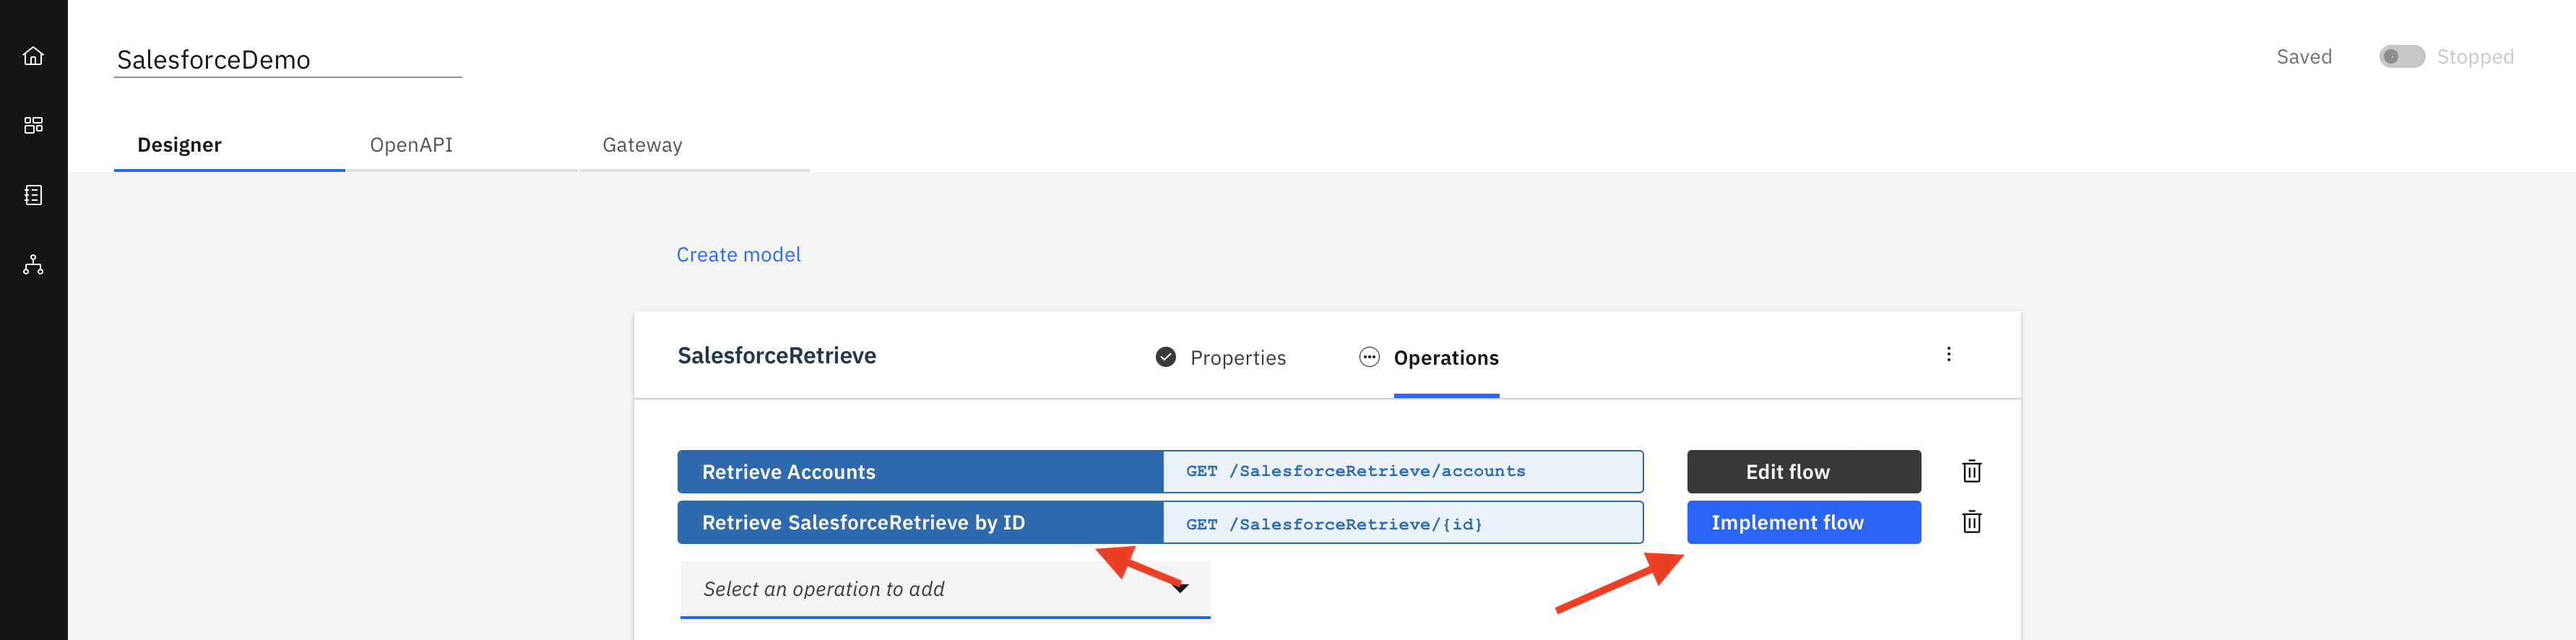 SalesforceDemo
Saved
Stopped
Designer
OpenAPI
Gateway
Create model
SalesforceRetrieve
Properties
Operations
Retrieve Accounts
GET /SalesforceRetrieve/accounts
Edit flow
Retrieve SalesforceRetrieve by ID
GET /SalesforceRetrieve/{id}
Implement flow
Select an operation to add